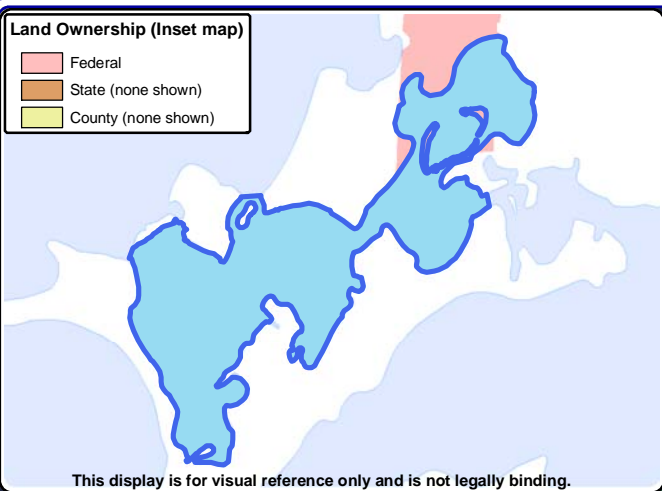 Land Ownership (Inset map)
Federal
State (none shown)
County (none shown)
This display is for visual reference only and is not legally binding.